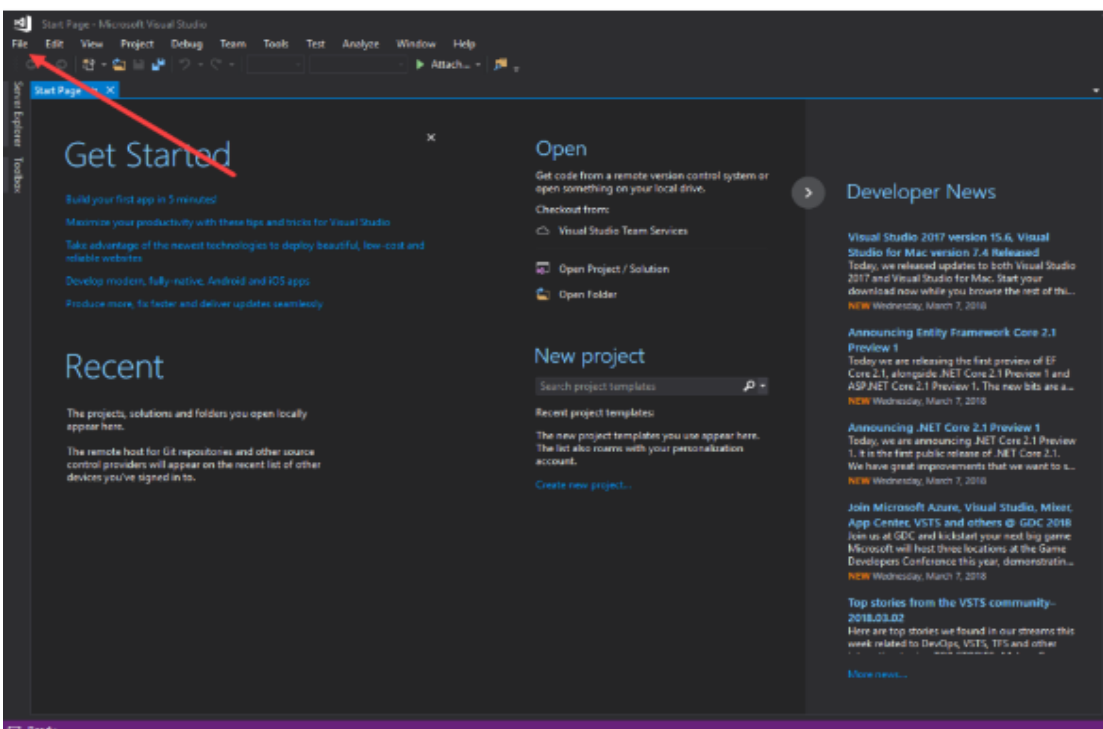 Start Page - Microsoft Visual Studio
File Edit View Project Debug Team Tools Test Analyze Window Help
Attach...
Server Explorer
Toolbox
Start Page
Get Started
Build your first app in 5 minutes!
Maximize your productivity with these tips and tricks for Visual Studio
Take advantage of the newest technologies to deploy beautiful, low-cost and
reliable websites
Develop modern, fully-native, Android and iOS apps
Produce more, fix faster and deliver updates seamlessly
Recent
The projects, solutions and folders you open locally
appear here.
The remote host for Git repositories and other source
control providers will appear on the recent list of other
devices you've signed in to.
Open
Get code from a remote version control system or
open something on your local drive.
Checkout from:
Visual Studio Team Services
Open Project / Solution
Open Folder
New project
Search project templates
Recent project templates:
The new project templates you use appear here.
The list also roams with your personalization
account.
Create new project...
Developer News
Visual Studio 2017 version 15.6, Visual
Studio for Mac version 7.4 Released
Today, we released updates to both Visual Studio
2017 and Visual Studio for Mac. Start your
download now while you browse the rest of thi...
NEW Wednesday, March 7, 2018
Announcing Entity Framework Core 2.1
Preview 1
Today we are releasing the first preview of EF
Core 2.1, alongside .NET Core 2.1 Preview 1 and
ASP.NET Core 2.1 Preview 1. The new bits are a...
NEW Wednesday, March 7, 2018
Announcing .NET Core 2.1 Preview 1
Today, we are announcing .NET Core 2.1 Preview
1. It is the first public release of .NET Core 2.1.
We have great improvements that we want to s...
NEW Wednesday, March 7, 2018
Join Microsoft Azure, Visual Studio, Mixer,
App Center, VSTS and others @ GDC 2018
Join us at GDC and kickstart your next big game
Microsoft will host three locations at the Game
Developers Conference this year, demonstratin...
NEW Wednesday, March 7, 2018
Top stories from the VSTS community–
2018.03.02
Here are top stories we found in our streams this
week related to DevOps, VSTS, TFS and other
More news...